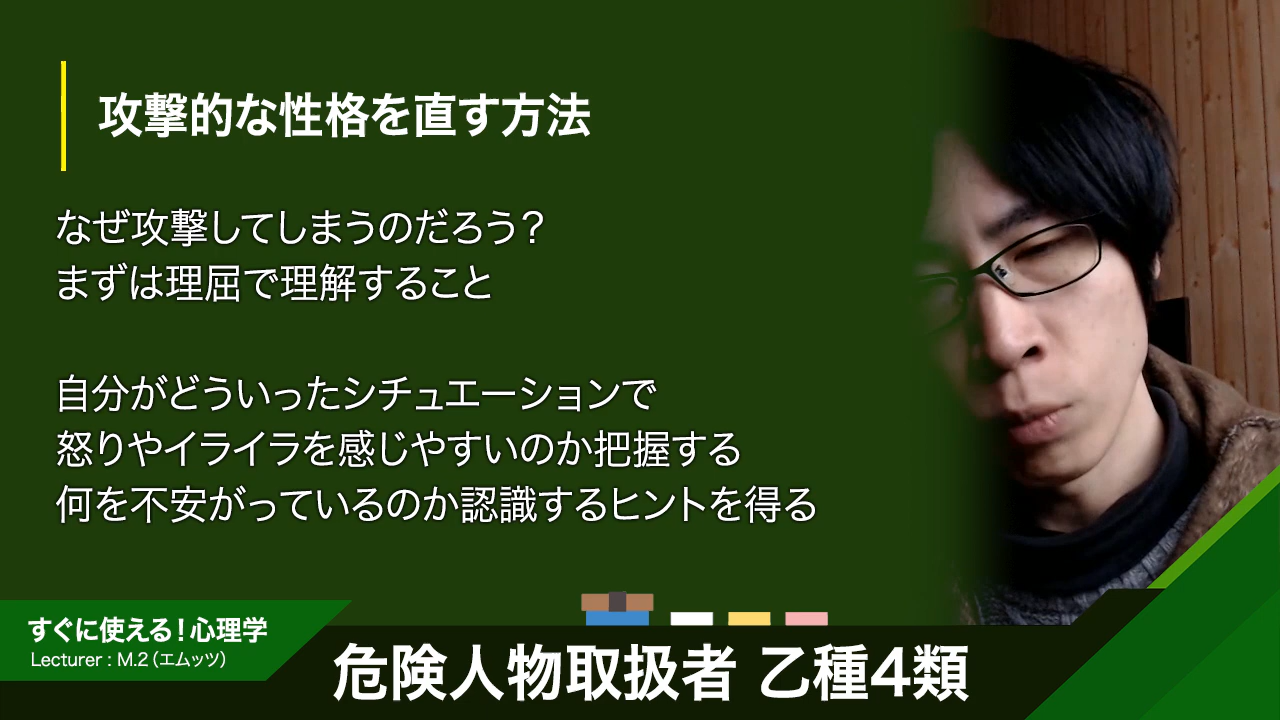 攻撃的な性格を直す方法
なぜ攻撃してしまうのだろう？
まずは理屈で理解すること
自分がどういったシチュエーションで
怒りやイライラを感じやすいのか把握する
何を不安がっているのか認識するヒントを得る
すぐに使える！心理学
Lecturer : M.2（エムッツ）
危険人物取扱者 乙種4類